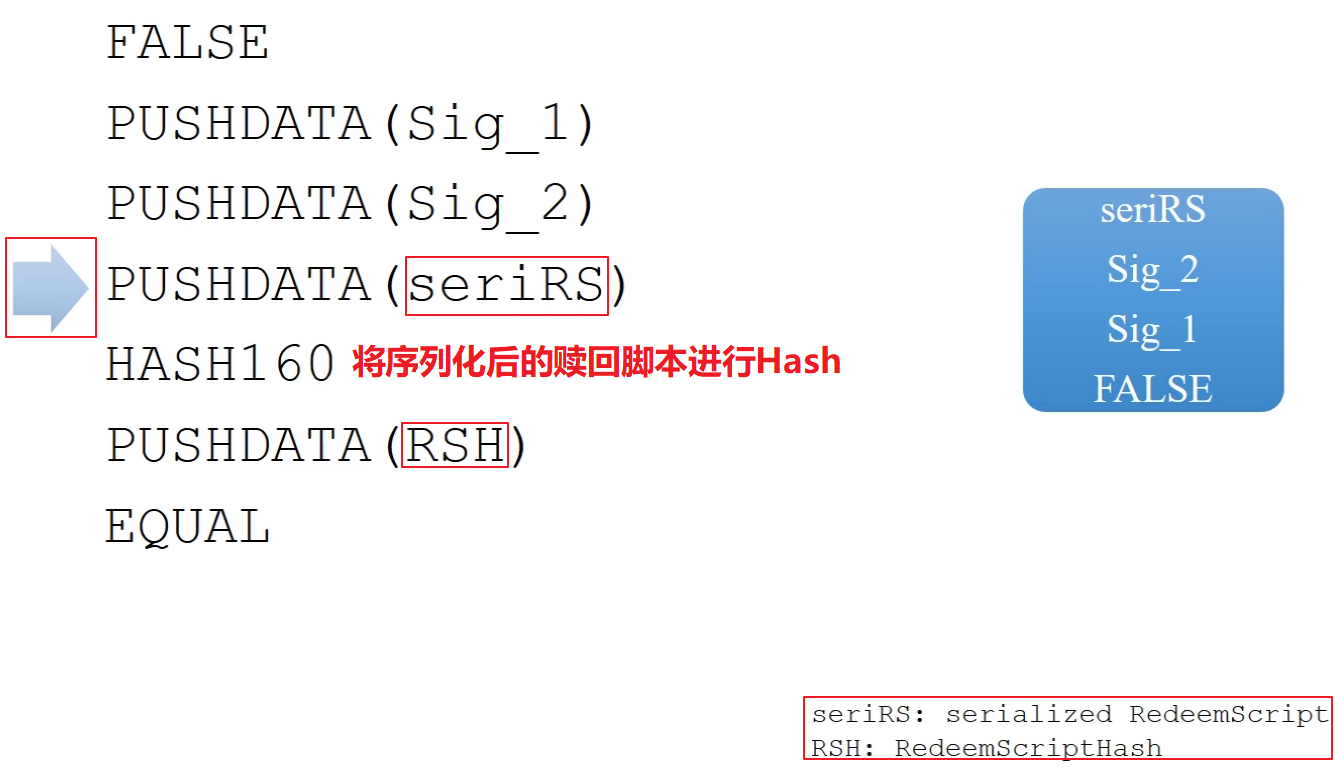 FALSE
PUSHDATA(Sig_1)
PUSHDATA(Sig_2)
PUSHDATA(seriRS)
HASH160 将序列化后的赎回脚本进行Hash
PUSHDATA(RSH)
EQUAL
seriRS
Sig_2
Sig_1
FALSE
seriRS: serialized RedeemScript
RSH: RedeemScriptHash